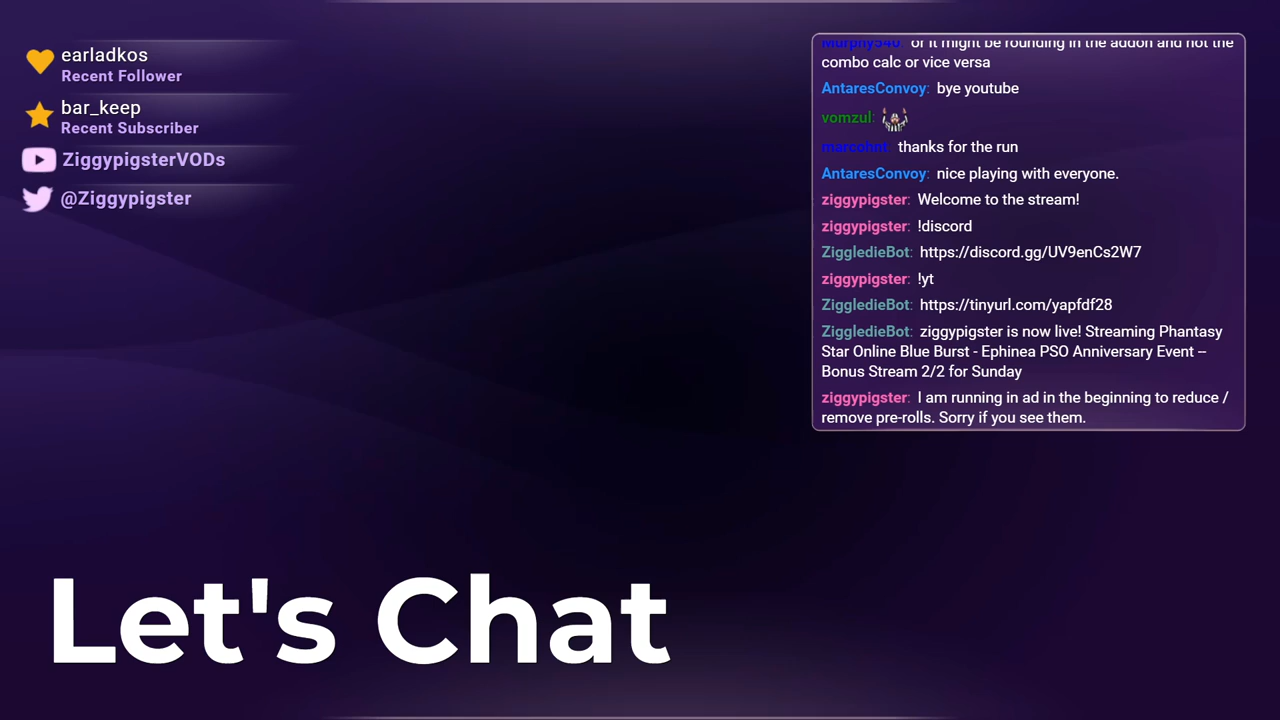 earladkos
Recent Follower
bar_keep
Recent Subscriber
ZiggypigsterVODs
@Ziggypigster
Murphy540: or it might be rounding in the addon and not the
combo calc or vice versa
AntaresConvoy: bye youtube
vomzul:
marcohnt: thanks for the run
AntaresConvoy: nice playing with everyone.
ziggypigster: Welcome to the stream!
ziggypigster: !discord
ZiggledieBot: https://discord.gg/UV9enCs2W7
ziggypigster: !yt
ZiggledieBot: https://tinyurl.com/yapfdf28
ZiggledieBot: ziggypigster is now live! Streaming Phantasy
Star Online Blue Burst - Ephinea PSO Anniversary Event –
Bonus Stream 2/2 for Sunday
ziggypigster: I am running in ad in the beginning to reduce /
remove pre-rolls. Sorry if you see them.
Let's Chat